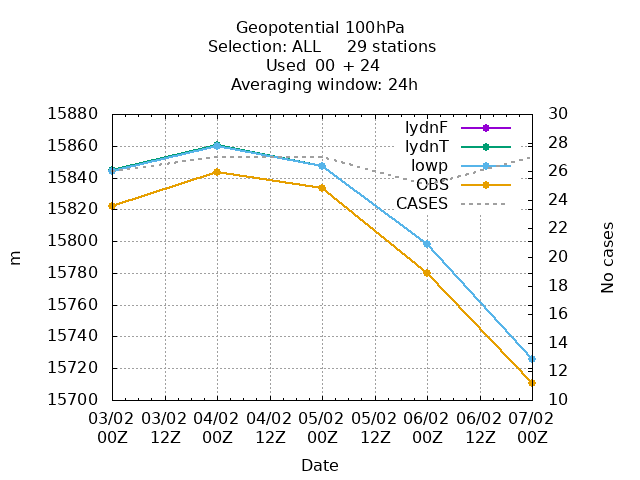 Geopotential 100hPa
Selection: ALL 29 stations
Used 00 + 24
Averaging window: 24h
15880
15860
15840
15820
15800
15780
15760
15740
15720
15700
m
30
28
26
24
22
20
18
16
14
12
10
No cases
lydnF
lydnT
lowp
OBS
CASES
03/02 03/02 04/02 04/02 05/02 05/02 06/02 06/02 07/02
00Z 12Z 00Z 12Z 00Z 12Z 00Z 12Z 00Z
Date